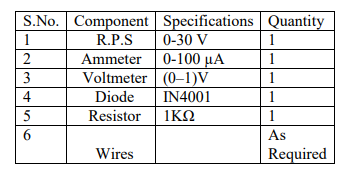 S.No. Component Specifications Quantity
1 R.P.S 0-30 V 1
2 Ammeter 0-100 µA 1
3 Voltmeter (0–1)V 1
4 Diode IN4001 1
5 Resistor 1KΩ 1
6 As
Wires Required